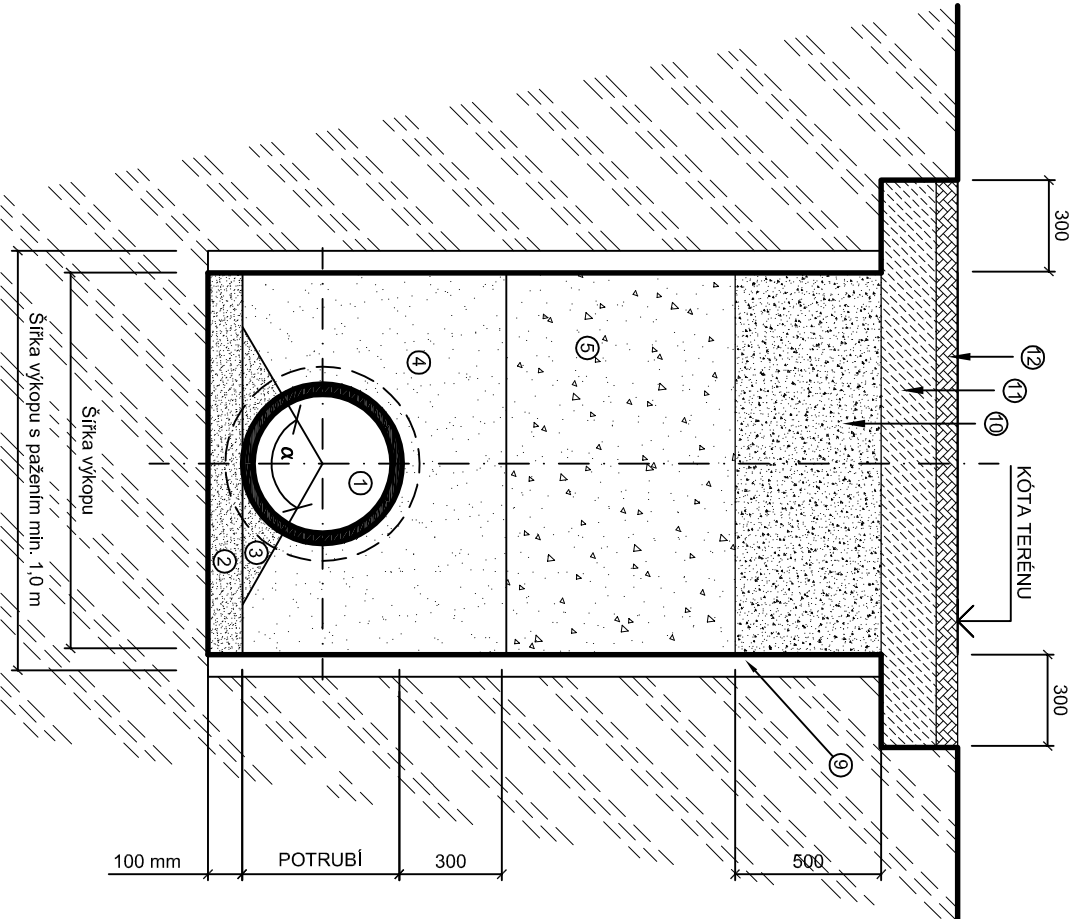 300
⑫
⑪
⑩
KÓTA TERÉNU
300
⑤
④
⑨
α
①
③
②
Šířka výkopu
Šířka výkopu s pažením min. 1,0 m
100 mm
POTRUBÍ
300
500